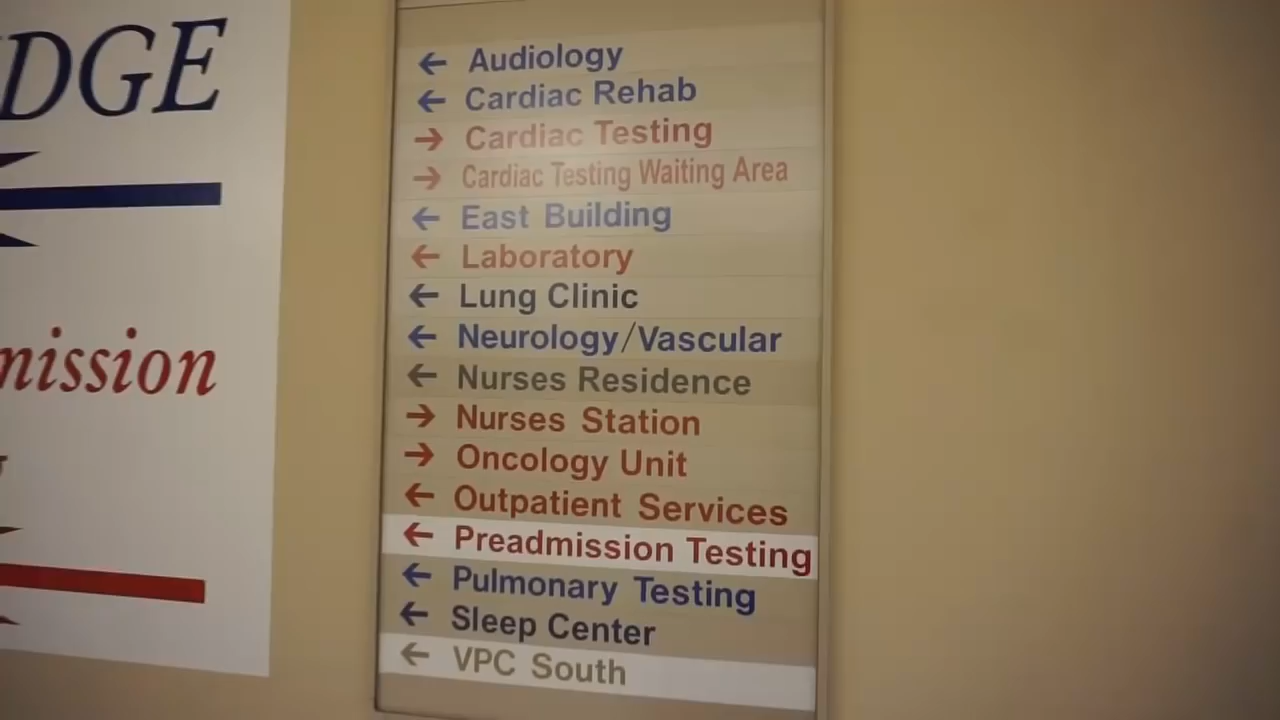 DGE
mission
← Audiology
← Cardiac Rehab
→ Cardiac Testing
→ Cardiac Testing Waiting Area
← East Building
← Laboratory
← Lung Clinic
← Neurology/Vascular
← Nurses Residence
→ Nurses Station
→ Oncology Unit
← Outpatient Services
← Preadmission Testing
← Pulmonary Testing
← Sleep Center
← VPC South